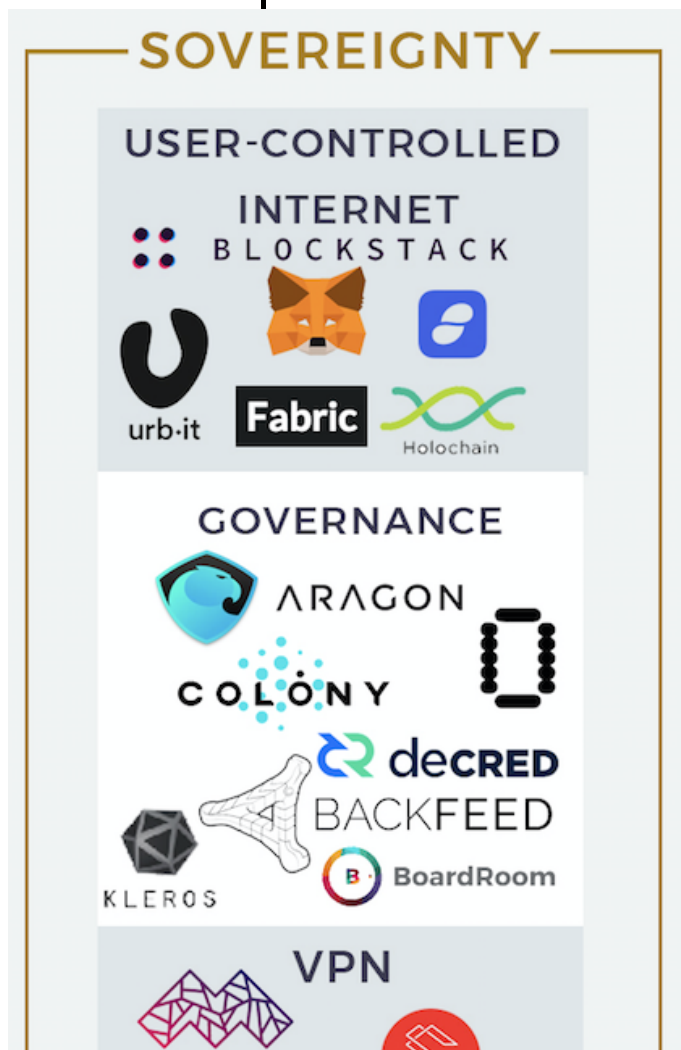 SOVEREIGNTY
USER-CONTROLLED
INTERNET
BLOCKSTACK
urb·it
Fabric
Holochain
GOVERNANCE
ARAGON
COLONY
deCRED
BACKFEED
KLEROS
B
BoardRoom
VPN